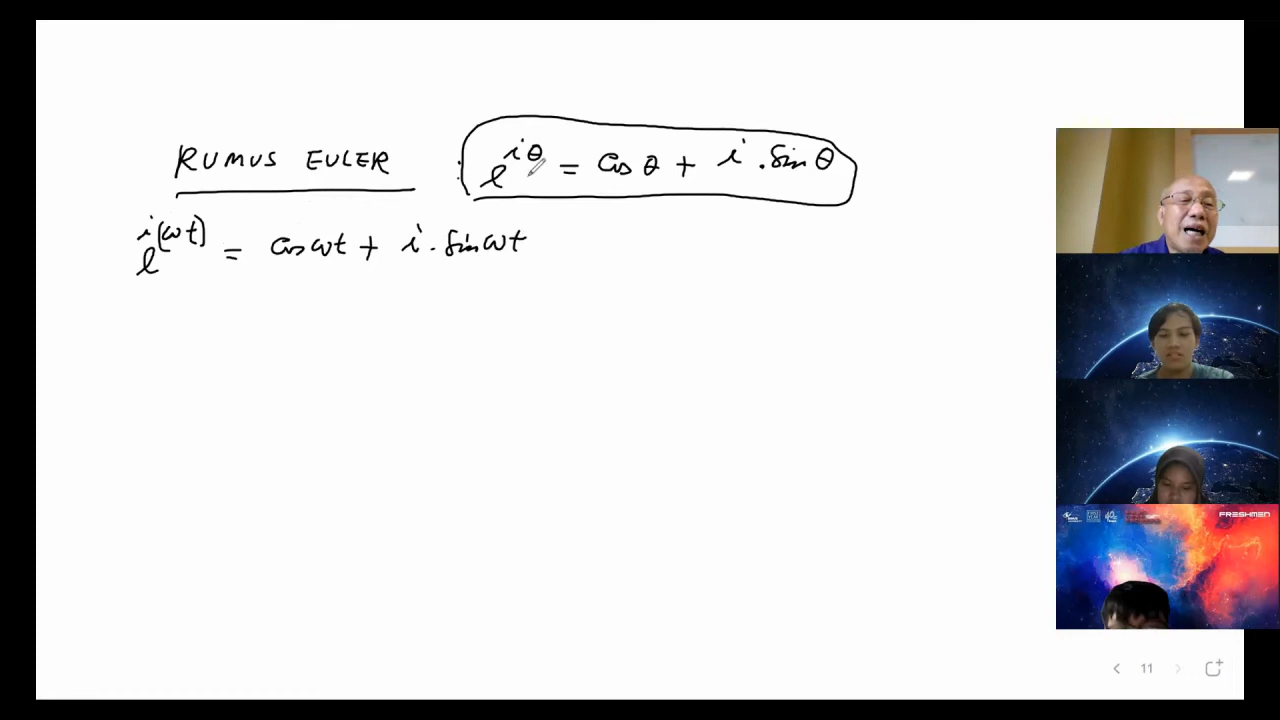 RUMUS EULER : e^{iθ} = cos θ + i . sin θ
e^{i(ωt)} = cos ωt + i . sin ωt
FRESHMEN
11